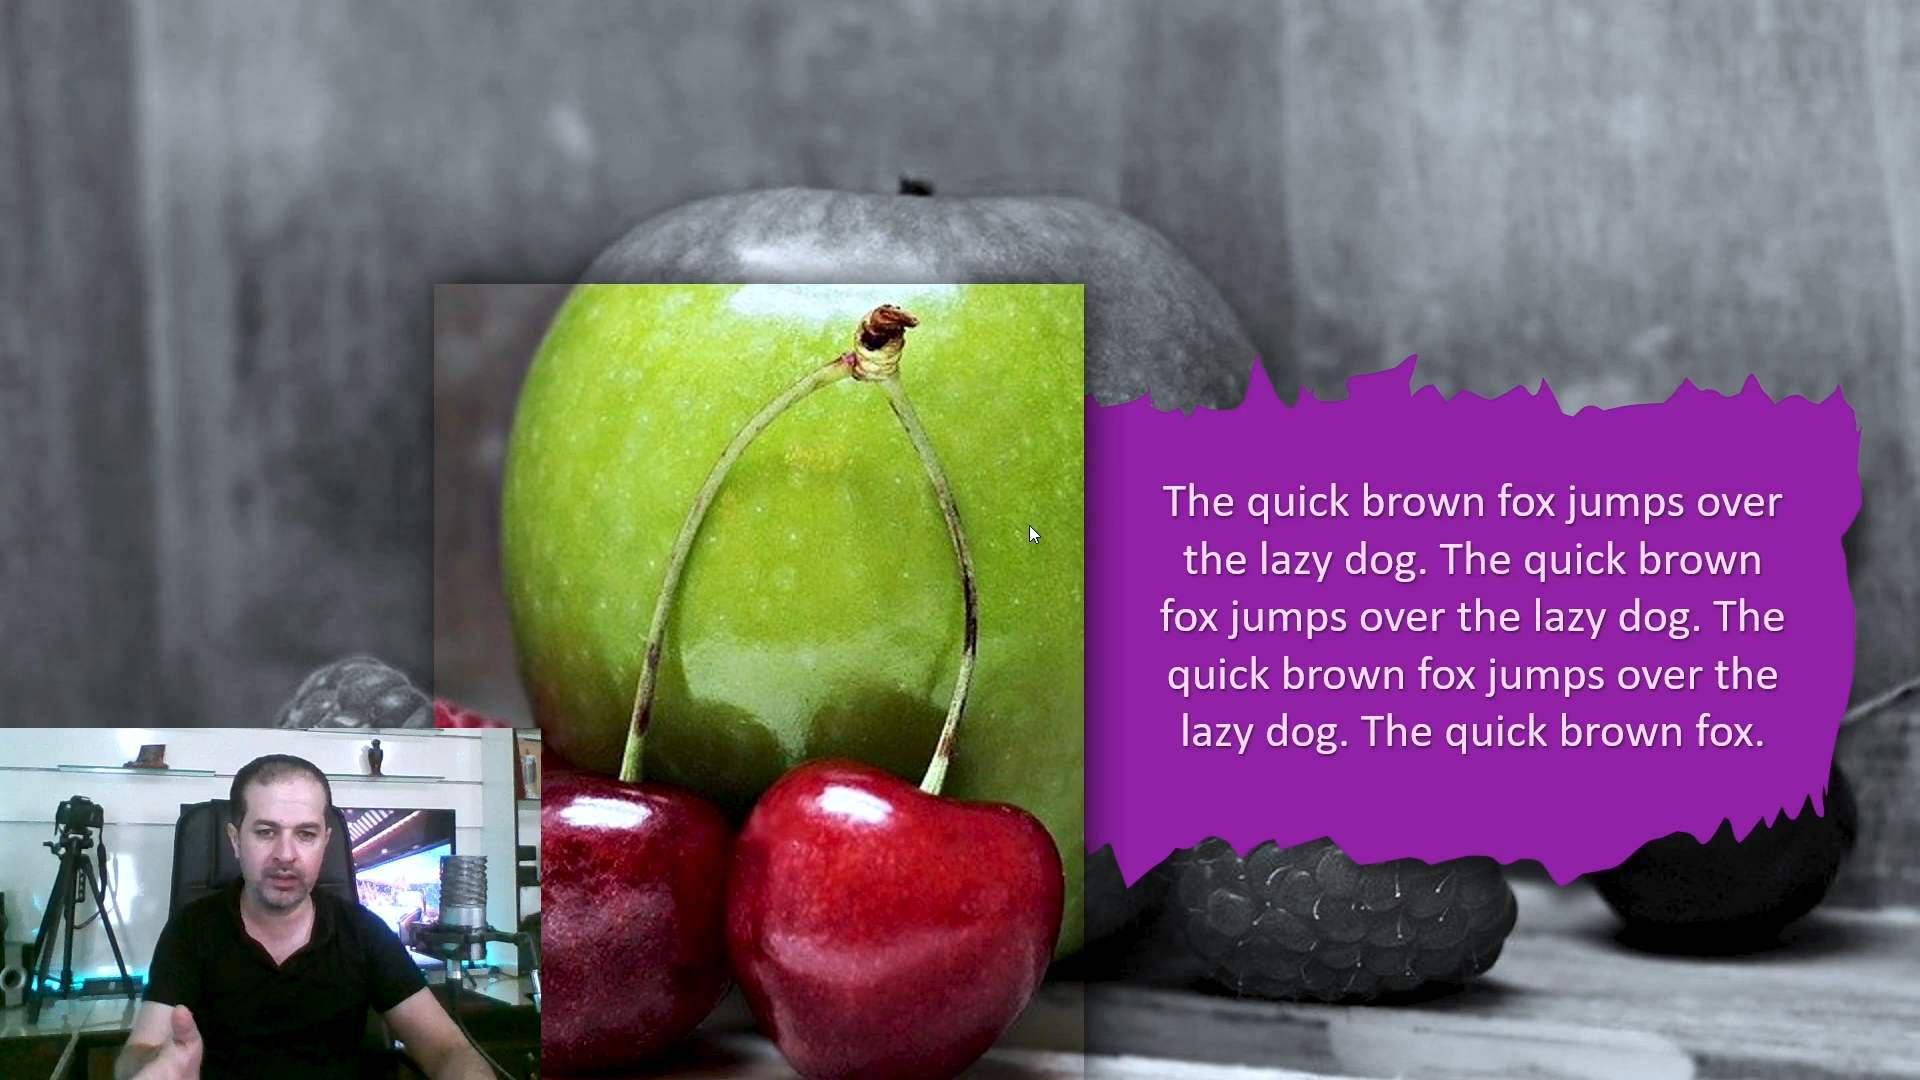 The quick brown fox jumps over
the lazy dog. The quick brown
fox jumps over the lazy dog. The
quick brown fox jumps over the
lazy dog. The quick brown fox.